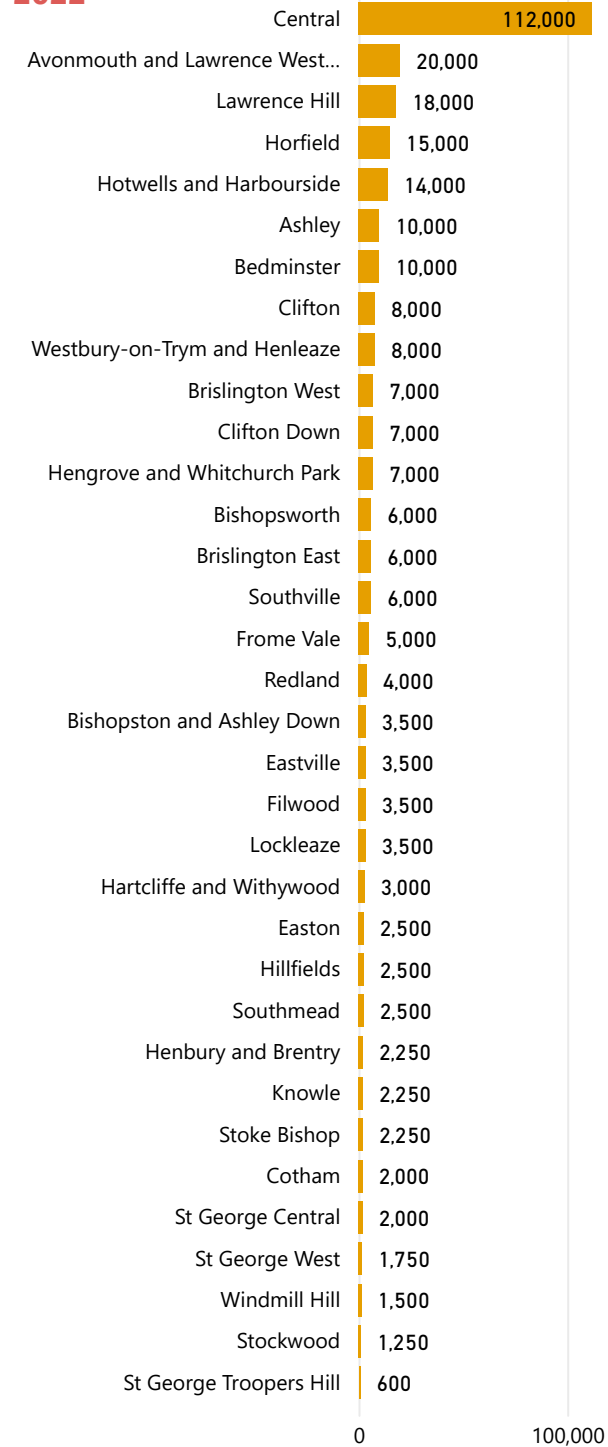 Central 112,000
Avonmouth and Lawrence West... 20,000
Lawrence Hill 18,000
Horfield 15,000
Hotwells and Harbourside 14,000
Ashley 10,000
Bedminster 10,000
Clifton 8,000
Westbury-on-Trym and Henleaze 8,000
Brislington West 7,000
Clifton Down 7,000
Hengrove and Whitchurch Park 7,000
Bishopsworth 6,000
Brislington East 6,000
Southville 6,000
Frome Vale 5,000
Redland 4,000
Bishopston and Ashley Down 3,500
Eastville 3,500
Filwood 3,500
Lockleaze 3,500
Hartcliffe and Withywood 3,000
Easton 2,500
Hillfields 2,500
Southmead 2,500
Henbury and Brentry 2,250
Knowle 2,250
Stoke Bishop 2,250
Cotham 2,000
St George Central 2,000
St George West 1,750
Windmill Hill 1,500
Stockwood 1,250
St George Troopers Hill 600
0 100,000